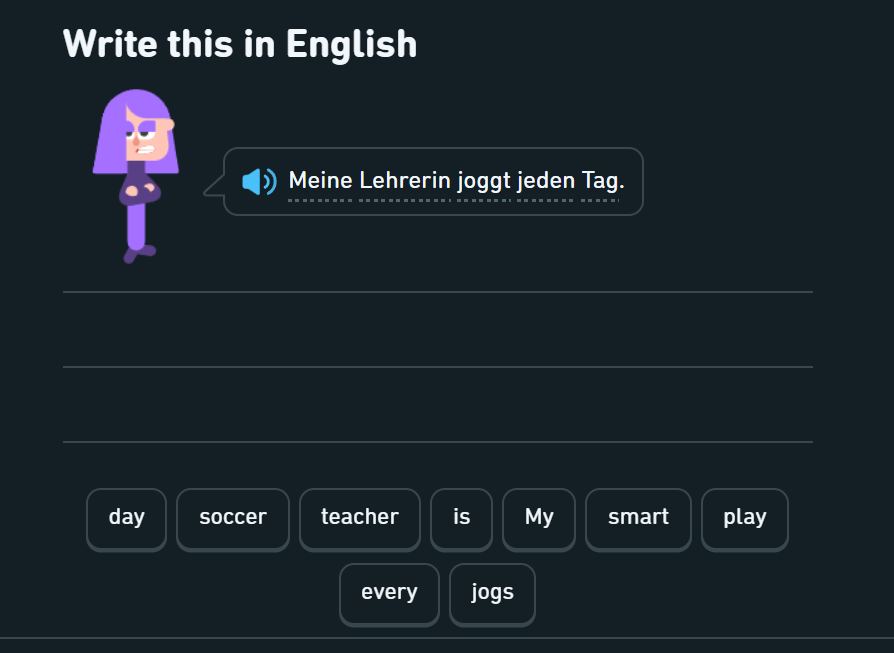 Write this in English
Meine Lehrerin joggt jeden Tag.
day soccer teacher is My smart play
every jogs